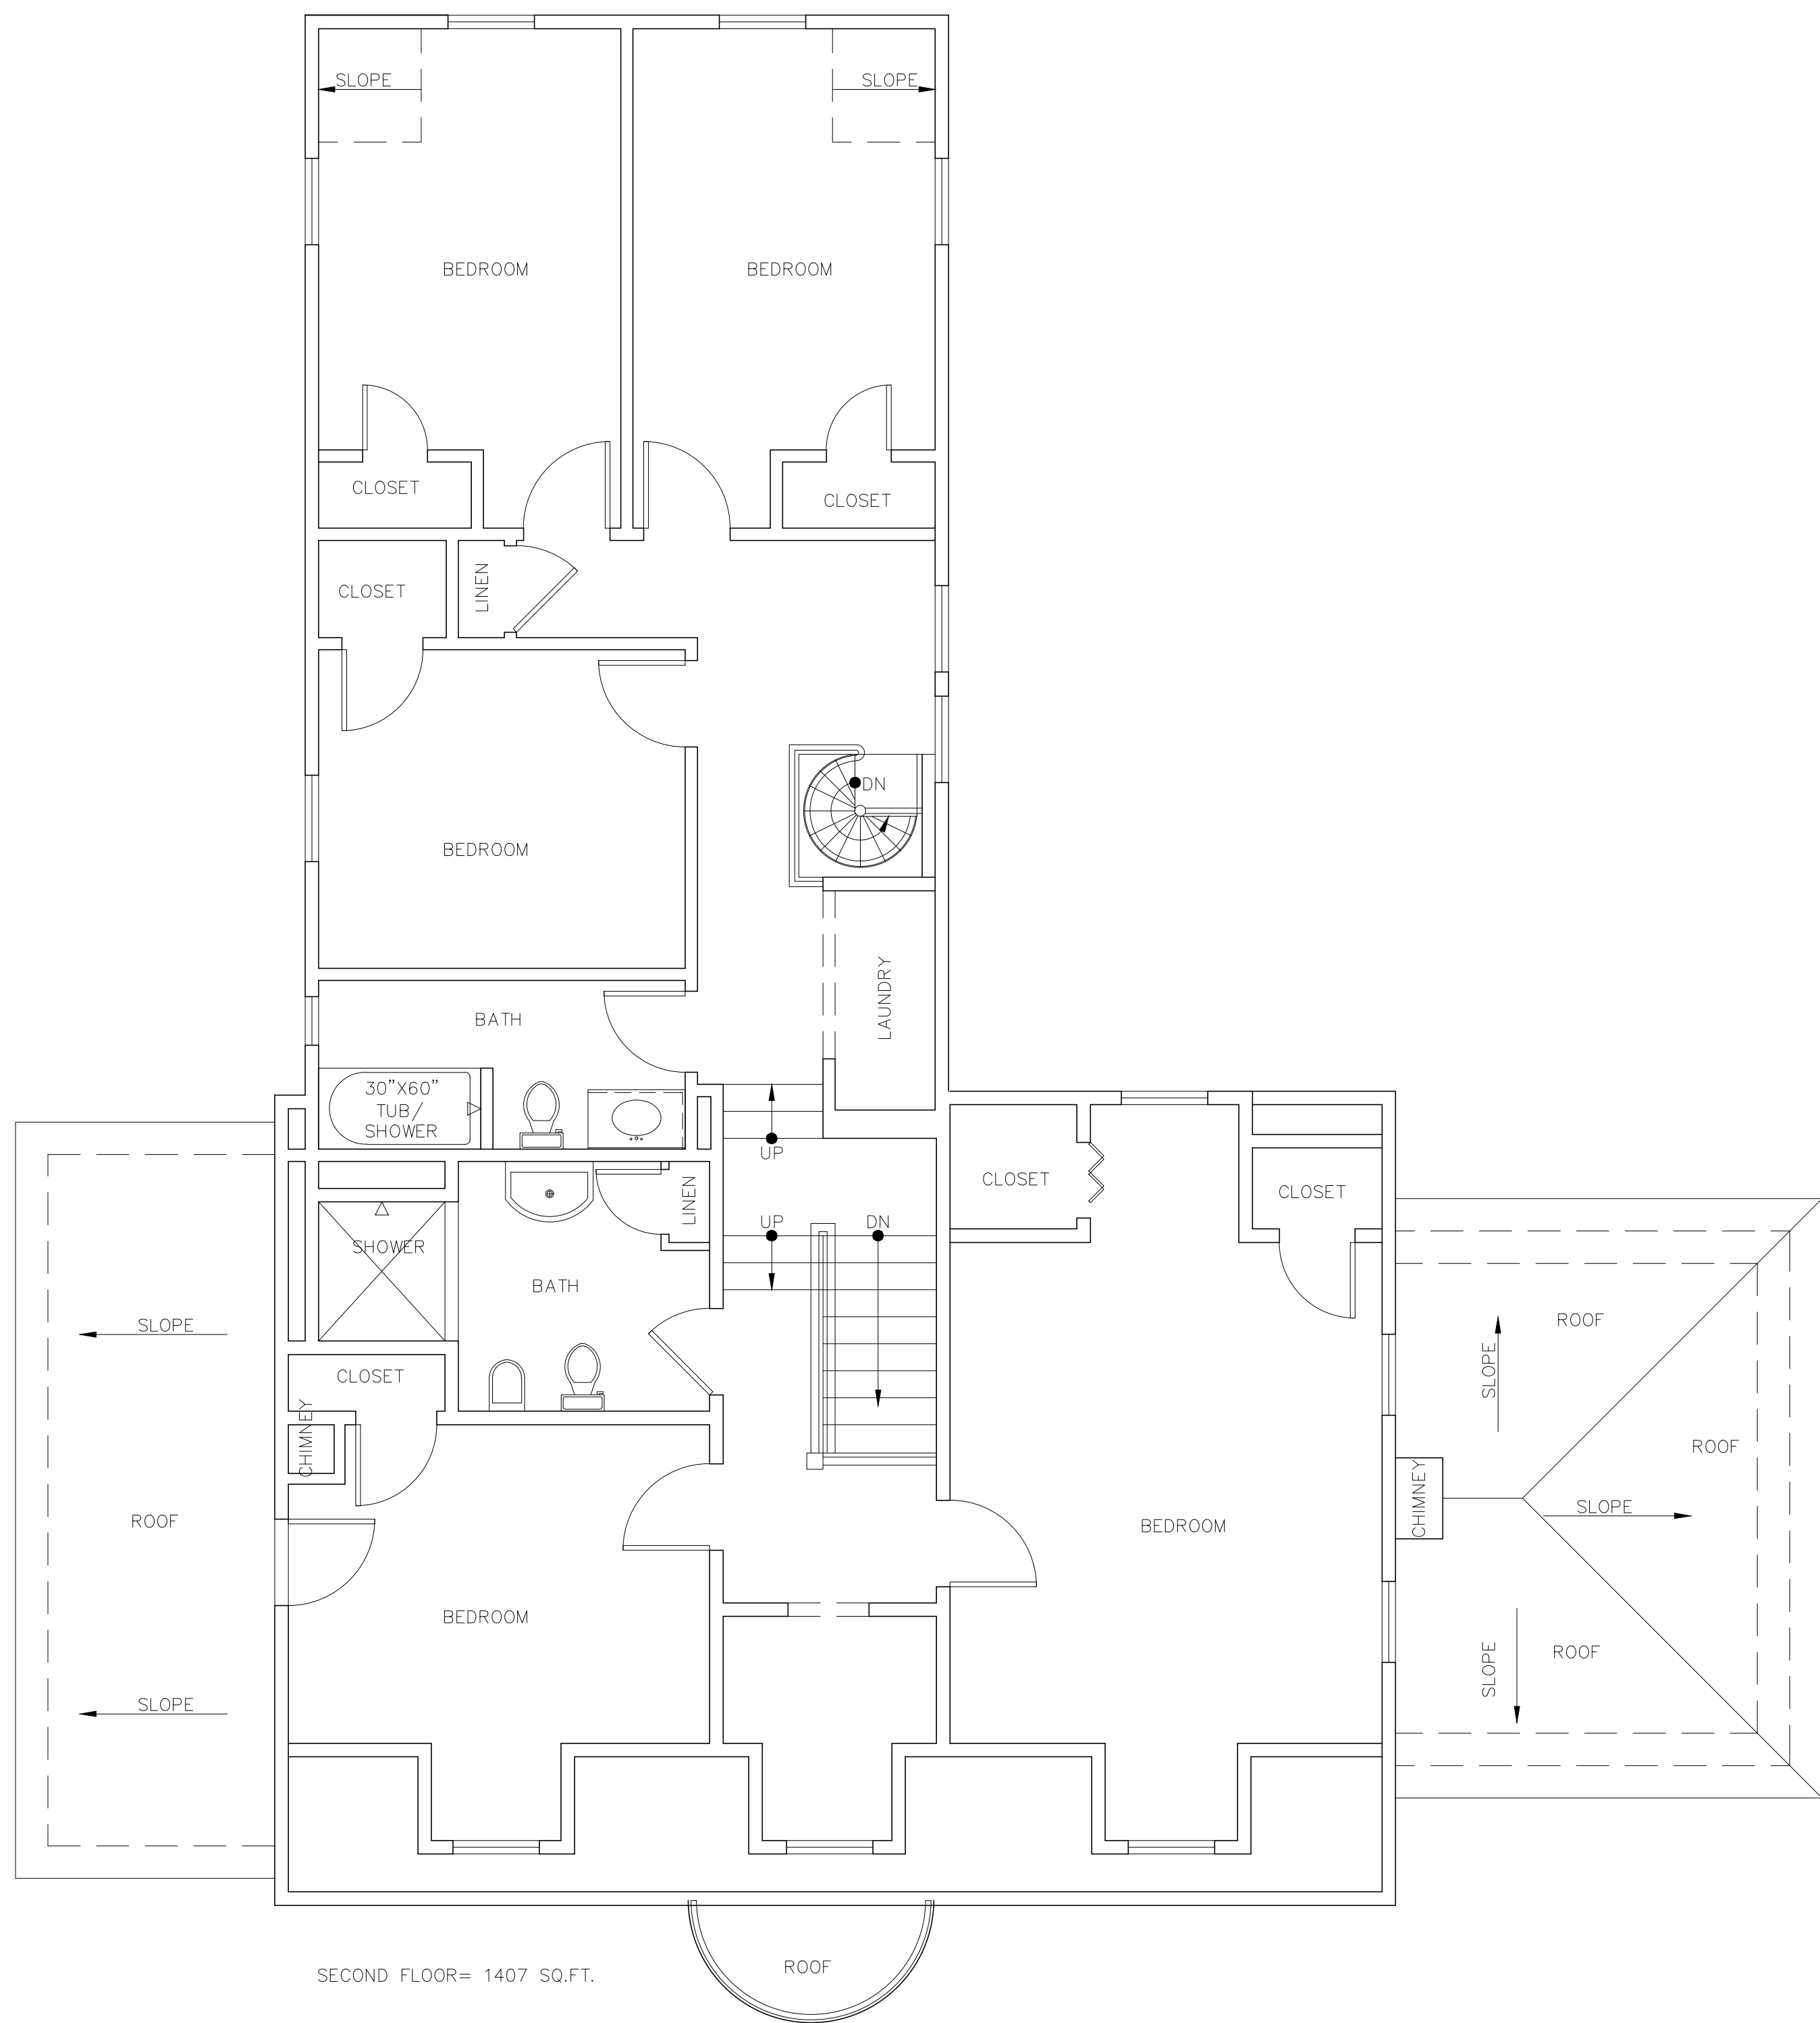 SLOPE
SLOPE
BEDROOM
BEDROOM
CLOSET
CLOSET
CLOSET
LINEN
DN
BEDROOM
LAUNDRY
BATH
30"X60"
TUB/
SHOWER
UP
CLOSET
CLOSET
LINEN
UP
DN
SHOWER
BATH
SLOPE
ROOF
SLOPE
CLOSET
CHIMNEY
ROOF
CHIMNEY
SLOPE
ROOF
BEDROOM
BEDROOM
ROOF
SLOPE
SLOPE
ROOF
SECOND FLOOR= 1407 SQ.FT.